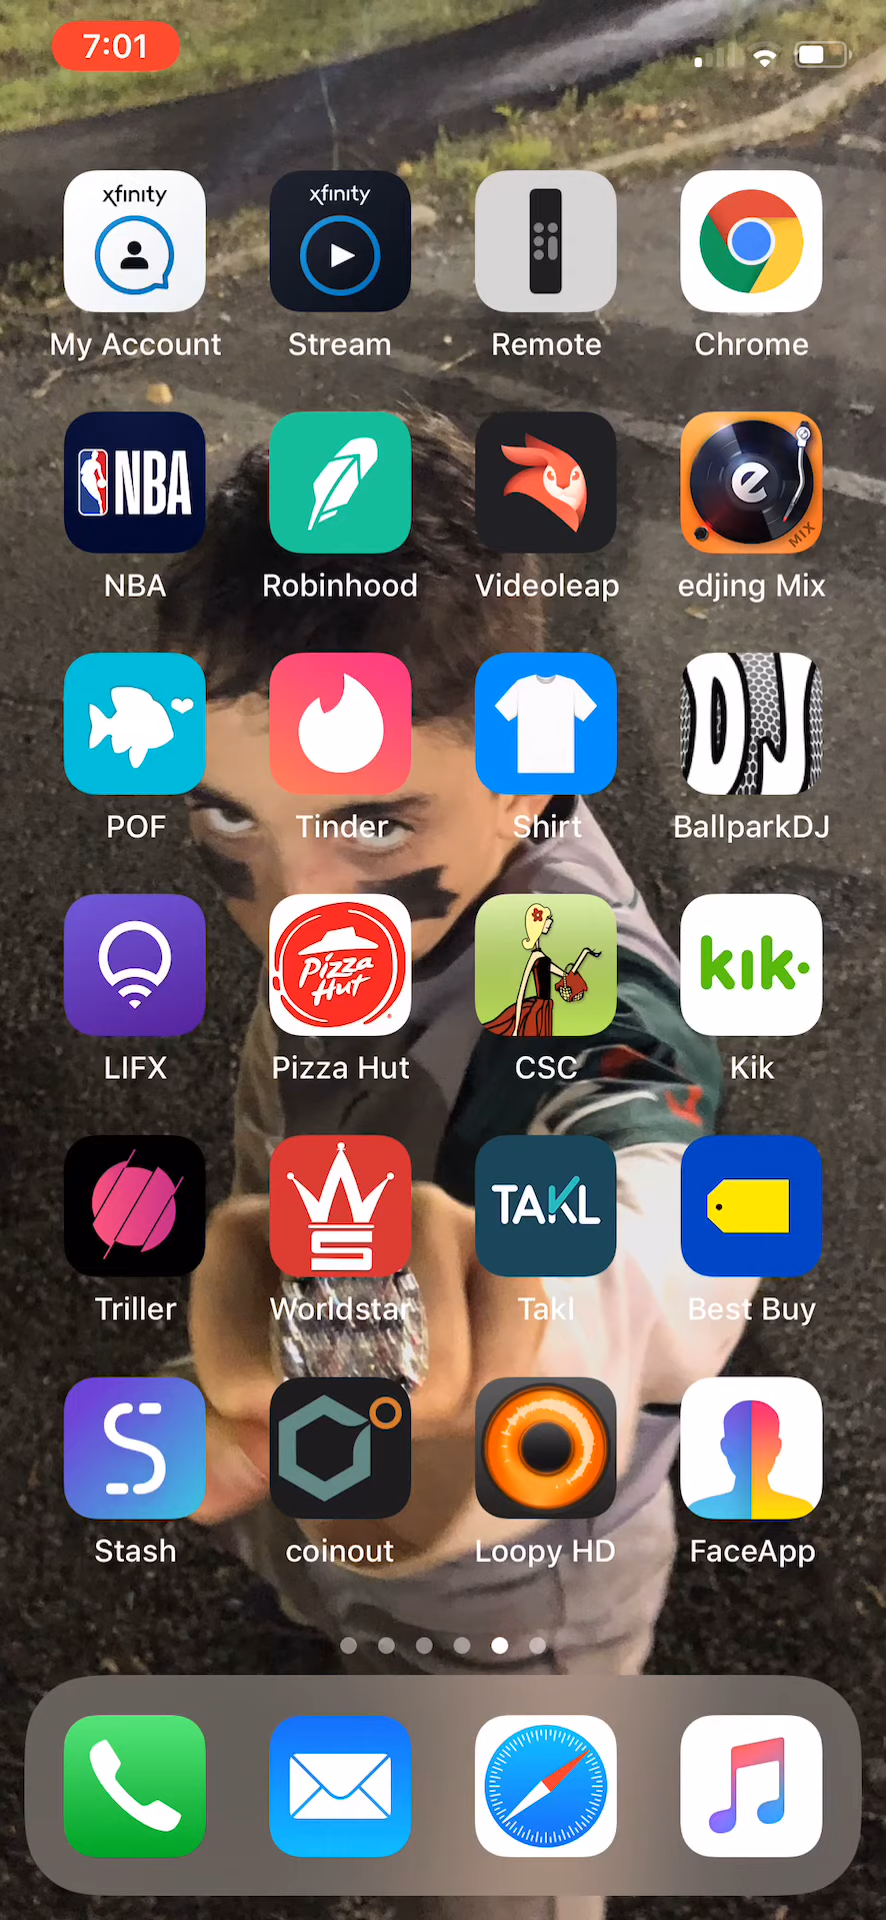 7:01
xfinity
xfinity
My Account
Stream
Remote
Chrome
NBA
e
MIX
NBA
Robinhood
Videoleap
edjing Mix
DJ
POF
Tinder
Shirt
BallparkDJ
Pizza
Hut
kik.
LIFX
Pizza Hut
CSC
Kik
W
S
TAKL
Triller
Worldstar
Takl
Best Buy
S
Stash
coinout
Loopy HD
FaceApp